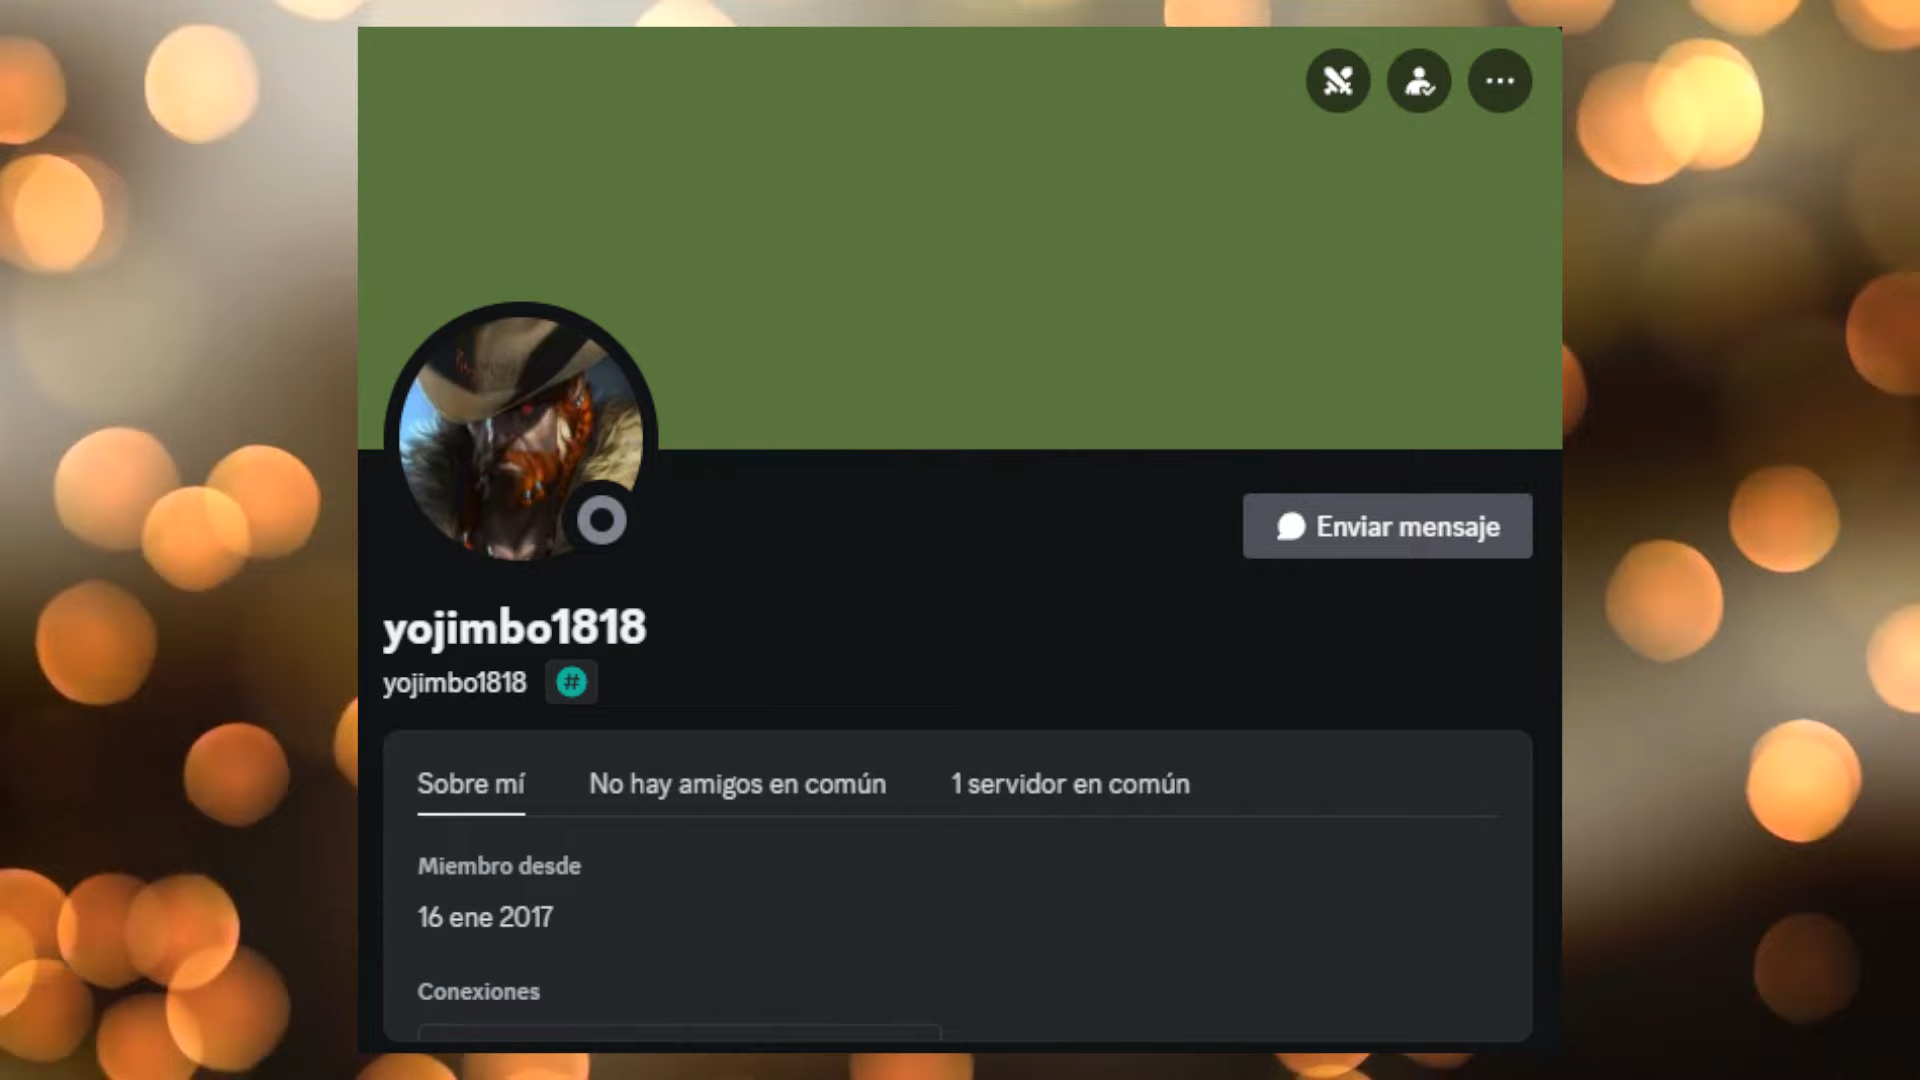 Enviar mensaje
yojimbo1818
yojimbo1818 #
Sobre mí No hay amigos en común 1 servidor en común
Miembro desde
16 ene 2017
Conexiones